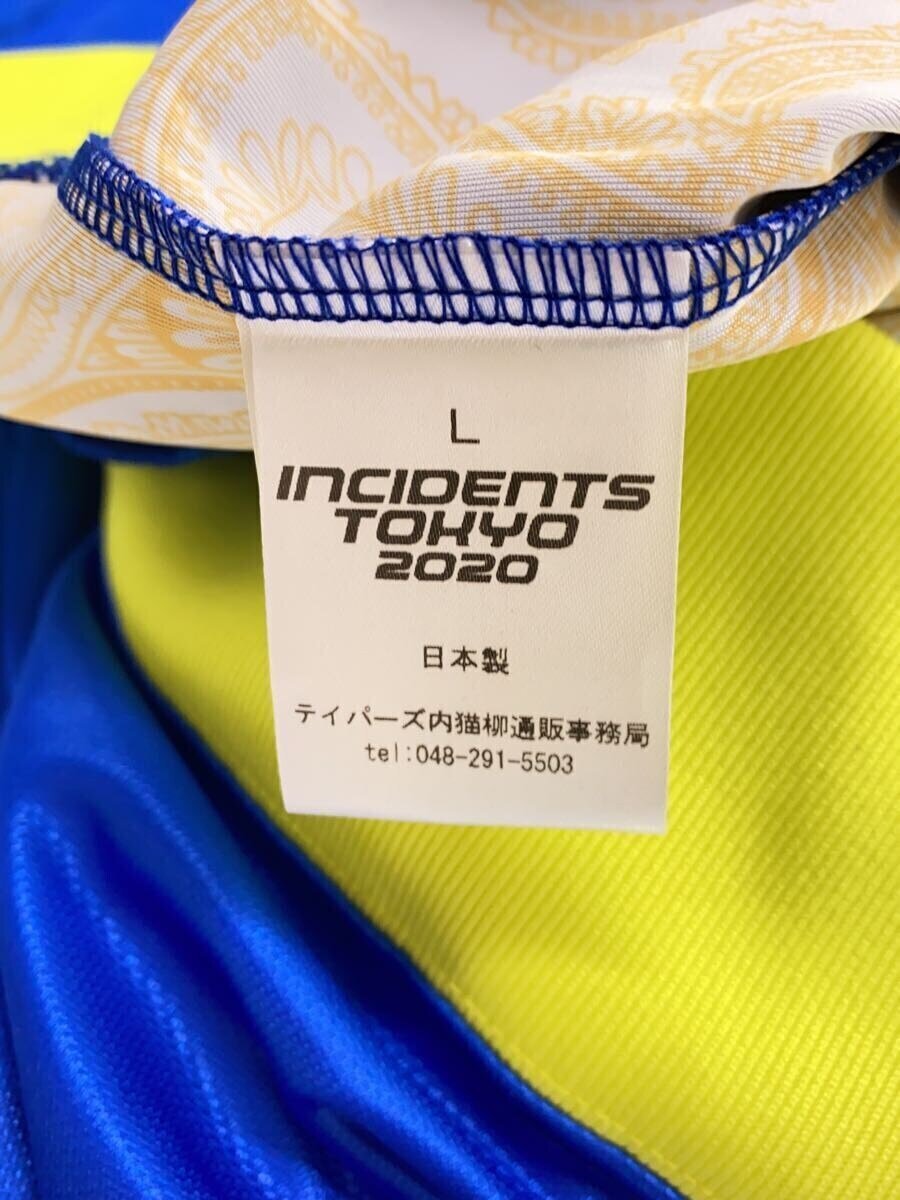 L
INCIDENTS
TOKYO
2020
日本製
テイパーズ内猫柳通販事務局
tel:048-291-5503